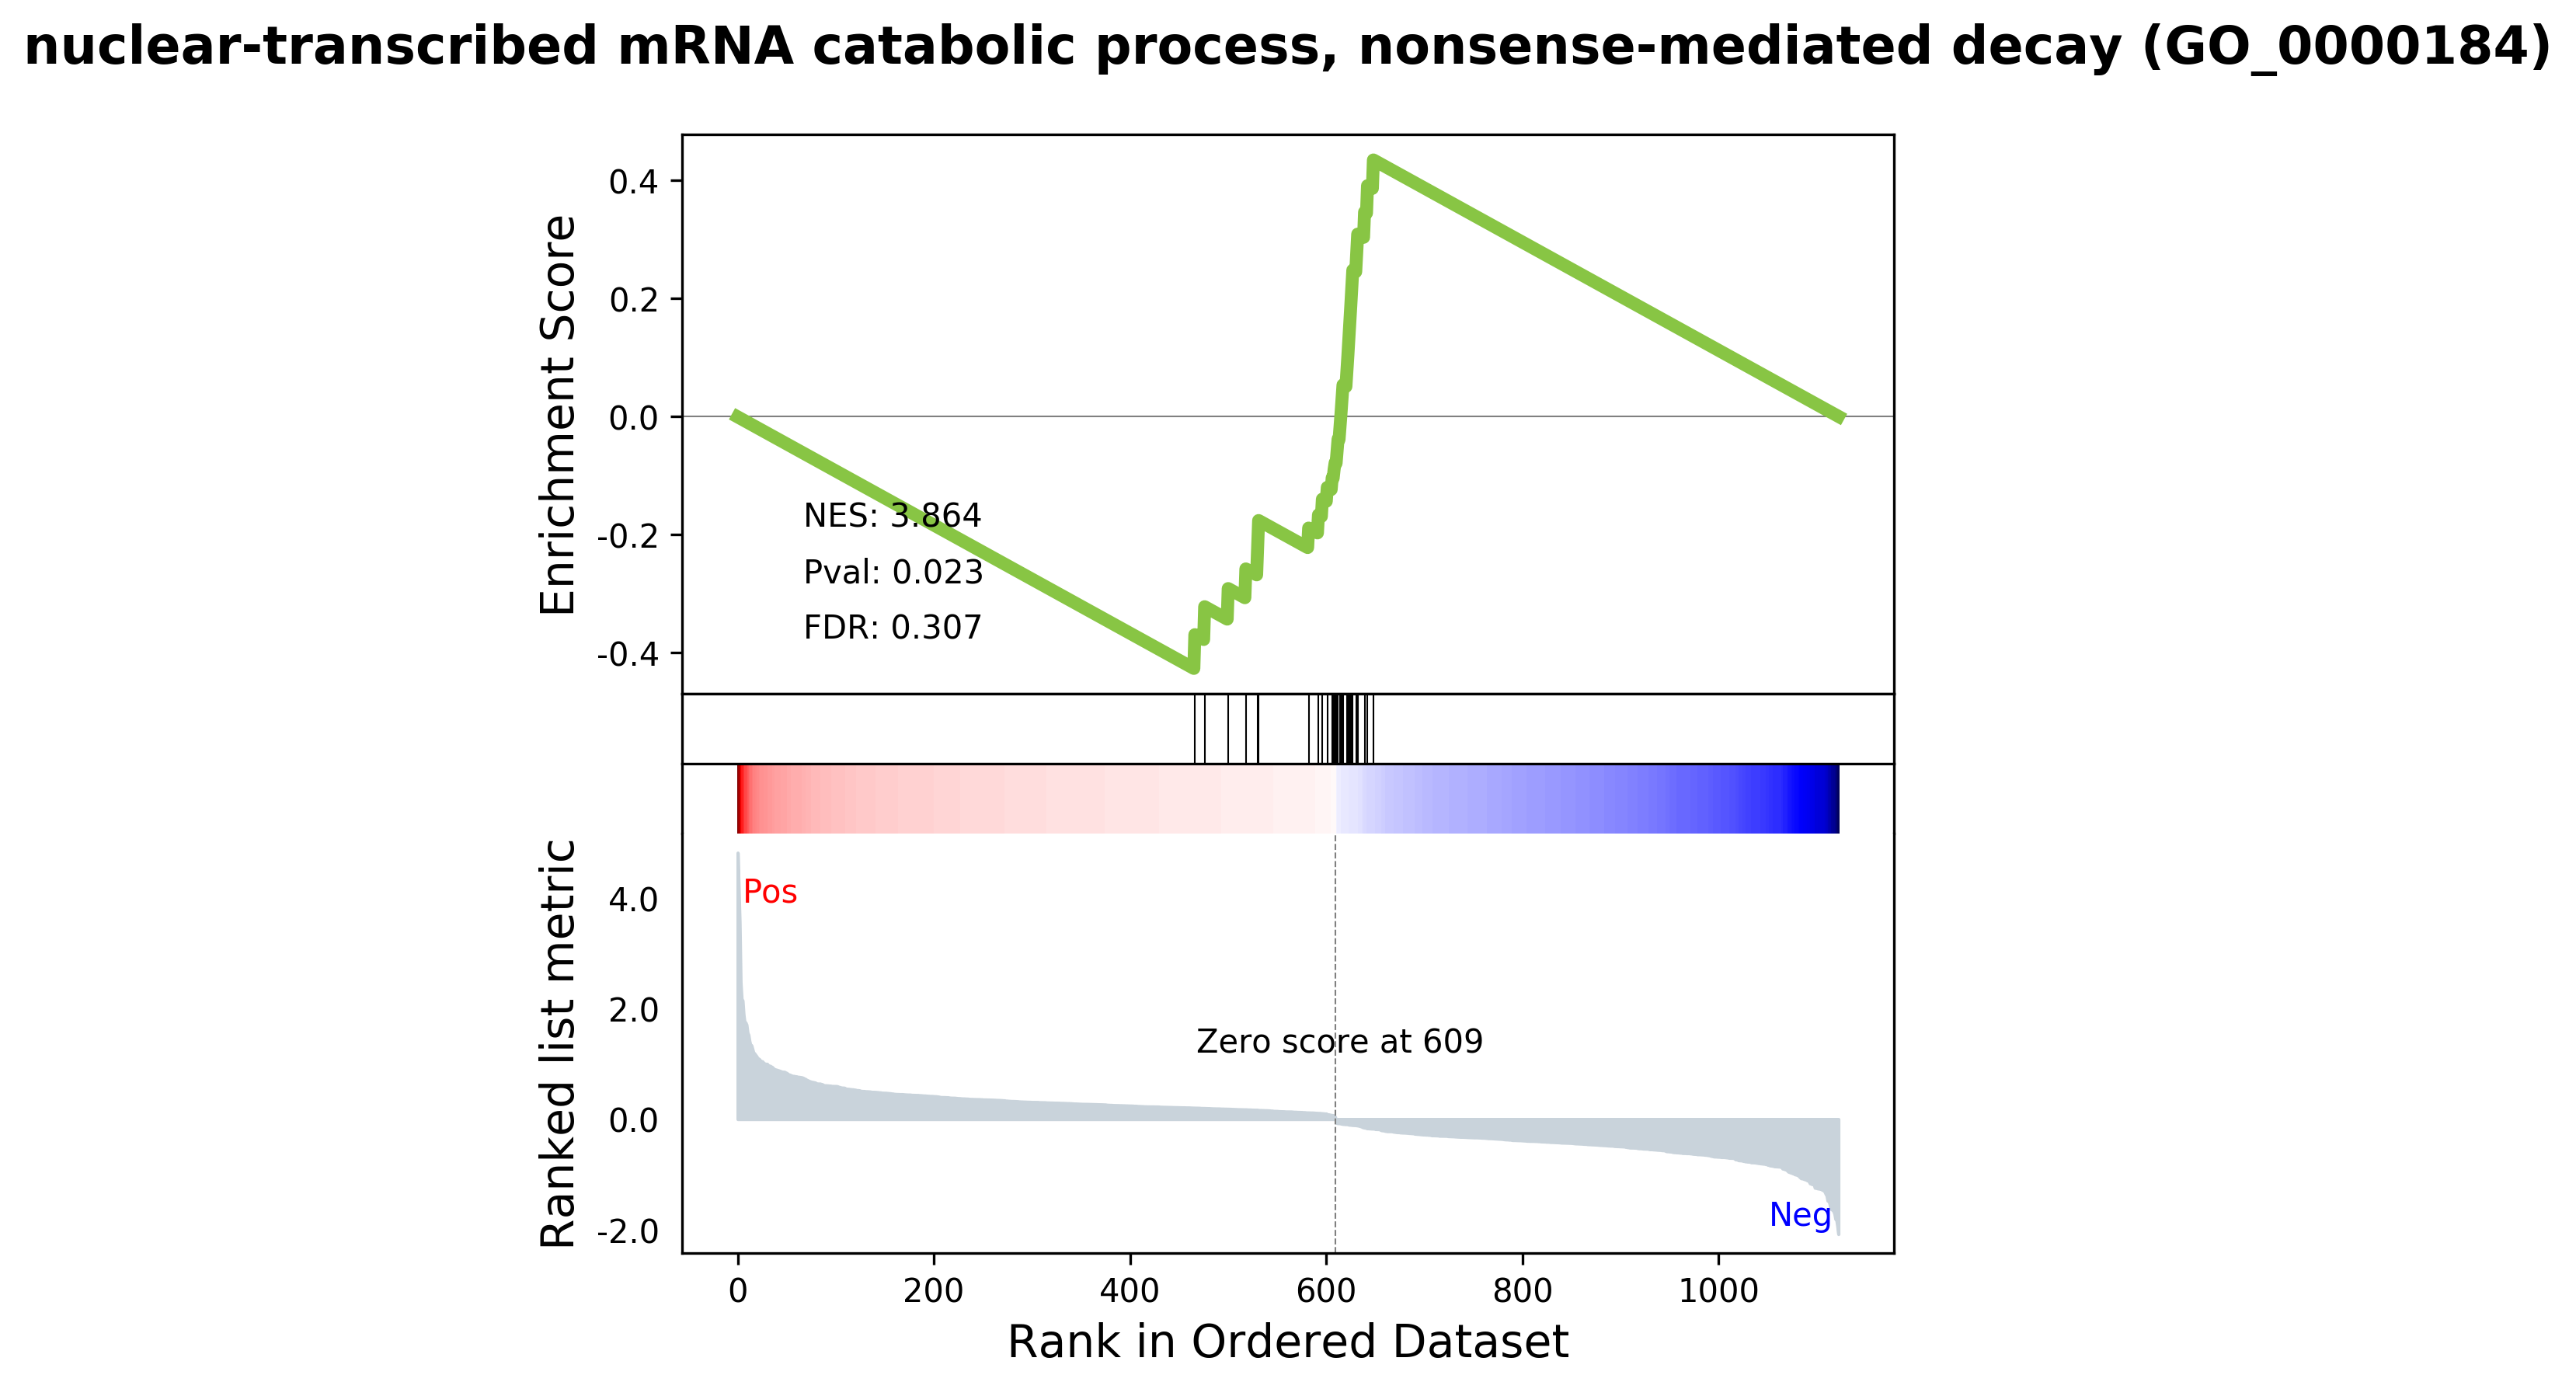 nuclear-transcribed mRNA catabolic process, nonsense-mediated decay (GO_0000184)
Enrichment Score
0.4
0.2
0.0
-0.2
-0.4
NES: 3.864
Pval: 0.023
FDR: 0.307
Ranked list metric
4.0
2.0
0.0
-2.0
Pos
Zero score at 609
Neg
0 200 400 600 800 1000
Rank in Ordered Dataset